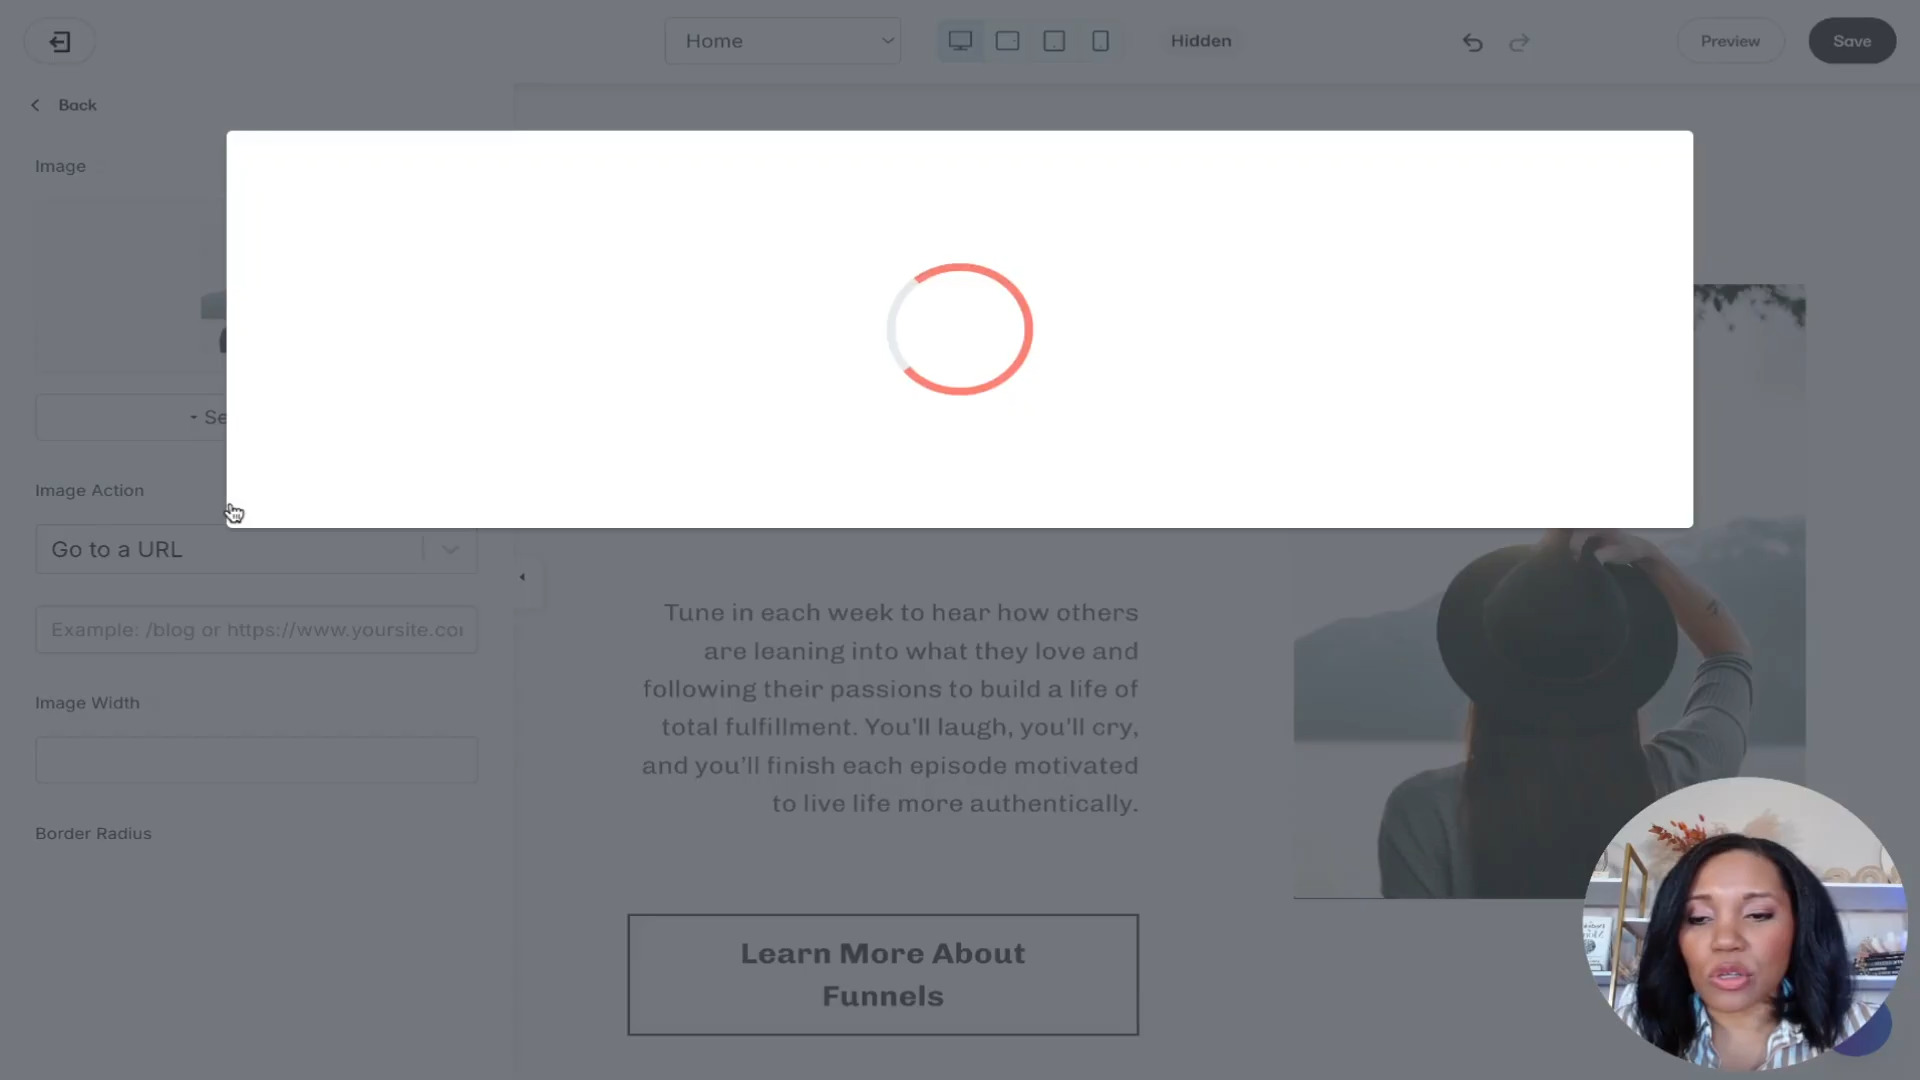 Home
Hidden
Preview
Save
Back
Image
Se
Image Action
Go to a URL
Example: /blog or https://www.yoursite.co
Image Width
Border Radius
Tune in each week to hear how others
are leaning into what they love and
following their passions to build a life of
total fulfillment. You'll laugh, you'll cry,
and you'll finish each episode motivated
to live life more authentically.
Learn More About
Funnels